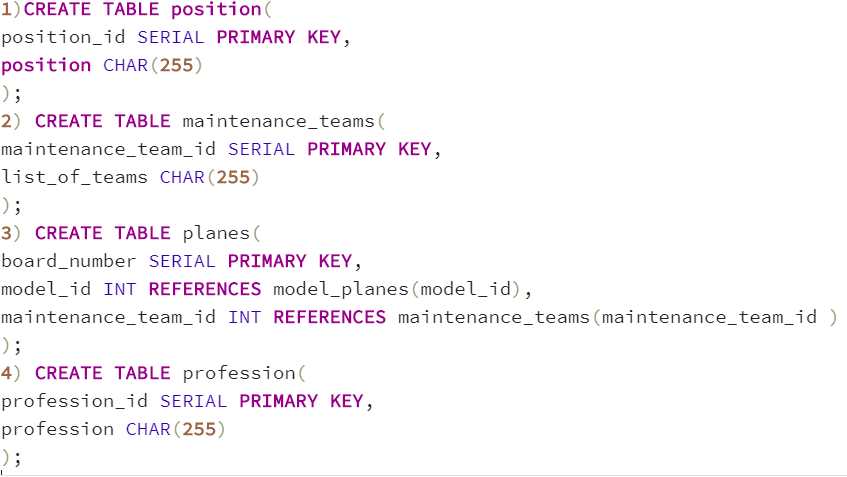 1)CREATE TABLE position(
position_id SERIAL PRIMARY KEY,
position CHAR(255)
);
2) CREATE TABLE maintenance_teams(
maintenance_team_id SERIAL PRIMARY KEY,
list_of_teams CHAR(255)
);
3) CREATE TABLE planes(
board_number SERIAL PRIMARY KEY,
model_id INT REFERENCES model_planes(model_id),
maintenance_team_id INT REFERENCES maintenance_teams(maintenance_team_id )
);
4) CREATE TABLE profession(
profession_id SERIAL PRIMARY KEY,
profession CHAR(255)
);